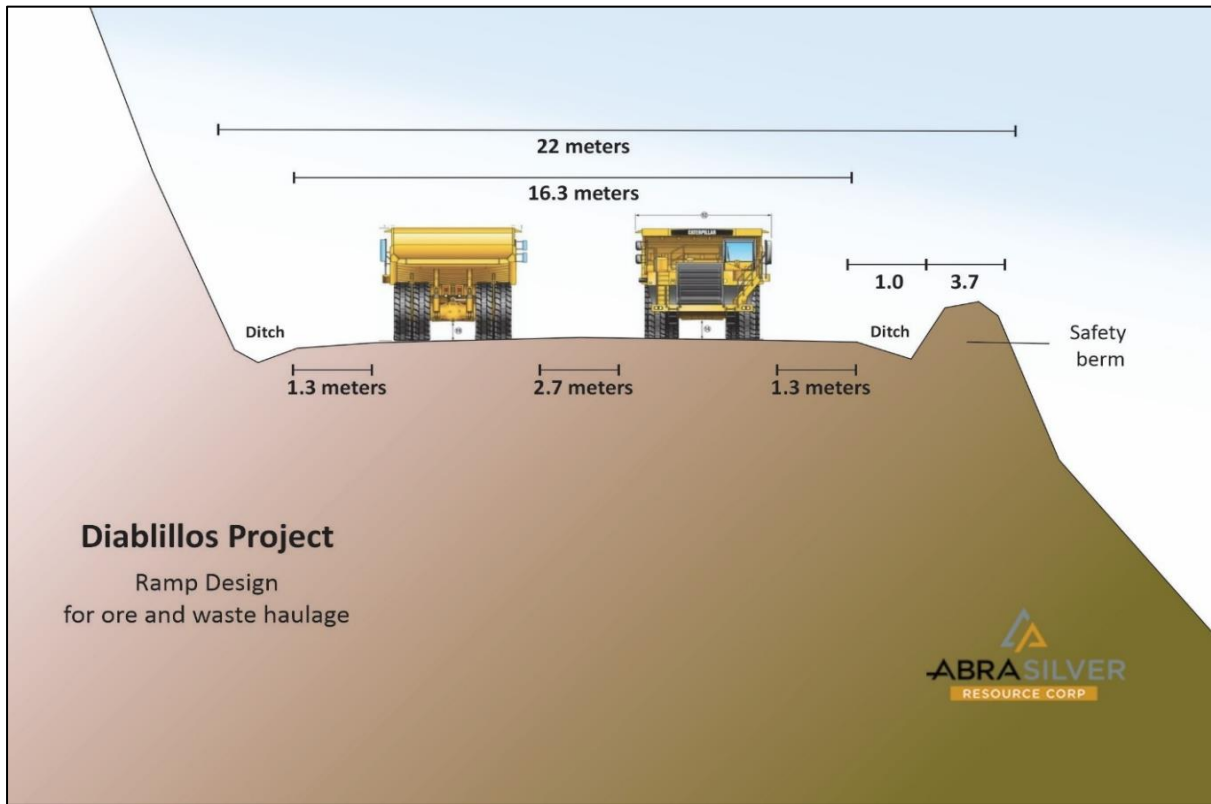 22 meters
16.3 meters
CATERPILLAR
1.0
3.7
Ditch
Ditch
Safety
berm
1.3 meters
2.7 meters
1.3 meters
Diablillos Project
Ramp Design
for ore and waste haulage
ABRASILVER
RESOURCE CORP